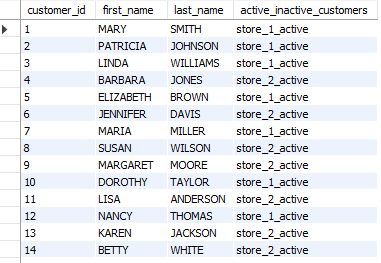 customer_id first_name last_name active_inactive_customers
1 MARY SMITH store_1_active
2 PATRICIA JOHNSON store_1_active
3 LINDA WILLIAMS store_1_active
4 BARBARA JONES store_2_active
5 ELIZABETH BROWN store_1_active
6 JENNIFER DAVIS store_2_active
7 MARIA MILLER store_1_active
8 SUSAN WILSON store_2_active
9 MARGARET MOORE store_2_active
10 DOROTHY TAYLOR store_1_active
11 LISA ANDERSON store_2_active
12 NANCY THOMAS store_1_active
13 KAREN JACKSON store_2_active
14 BETTY WHITE store_2_active